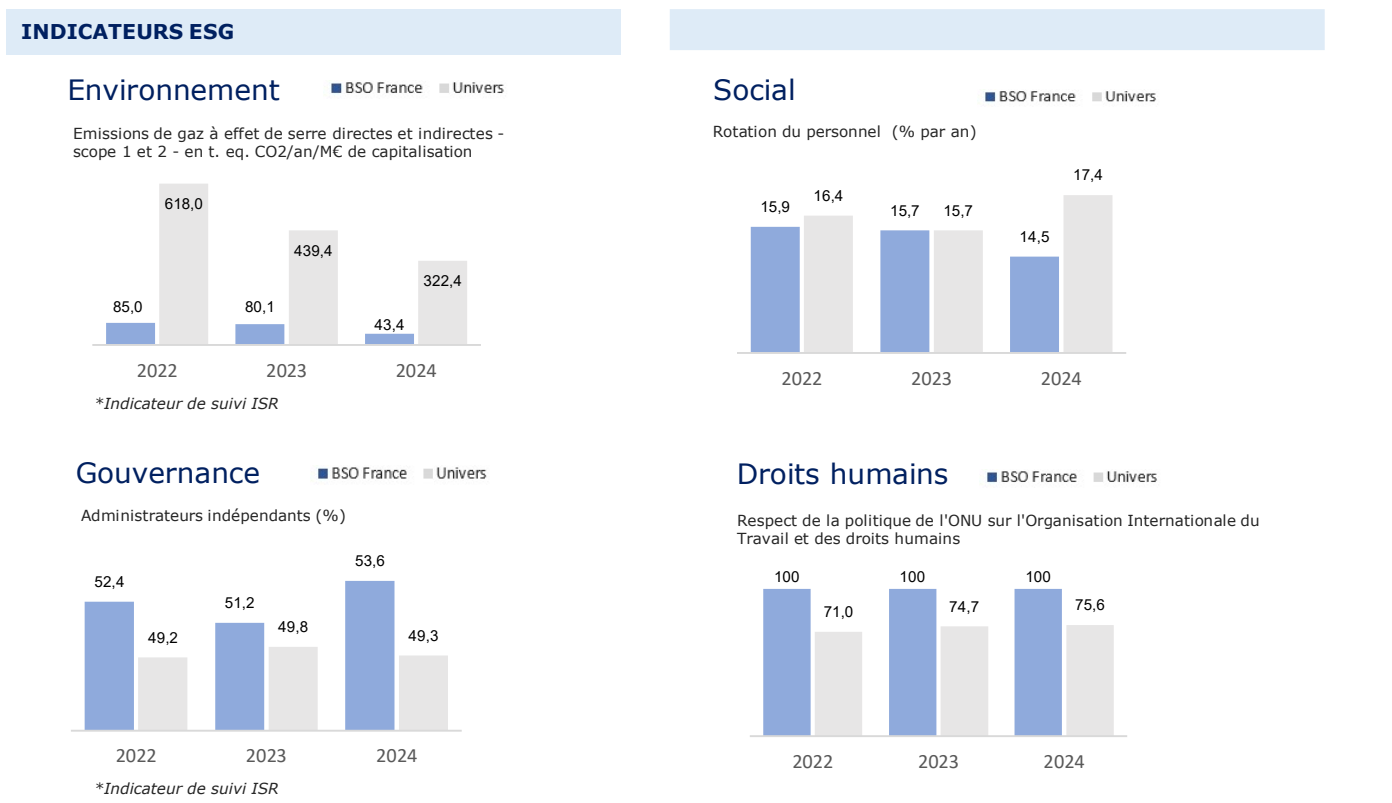 INDICATEURS ESG
Environnement
BSO France Univers
Emissions de gaz à effet de serre directes et indirectes -
scope 1 et 2 - en t. eq. CO2/an/M€ de capitalisation
618,0
439,4
322,4
85,0
80,1
43,4
2022 2023 2024
*Indicateur de suivi ISR
Social
BSO France Univers
Rotation du personnel (% par an)
17,4
15,9 16,4 15,7 15,7
14,5
2022 2023 2024
Gouvernance
BSO France Univers
Administrateurs indépendants (%)
53,6
52,4
51,2
49,2 49,8 49,3
2022 2023 2024
*Indicateur de suivi ISR
Droits humains
BSO France Univers
Respect de la politique de l'ONU sur l'Organisation Internationale du
Travail et des droits humains
100 100 100
71,0 74,7 75,6
2022 2023 2024